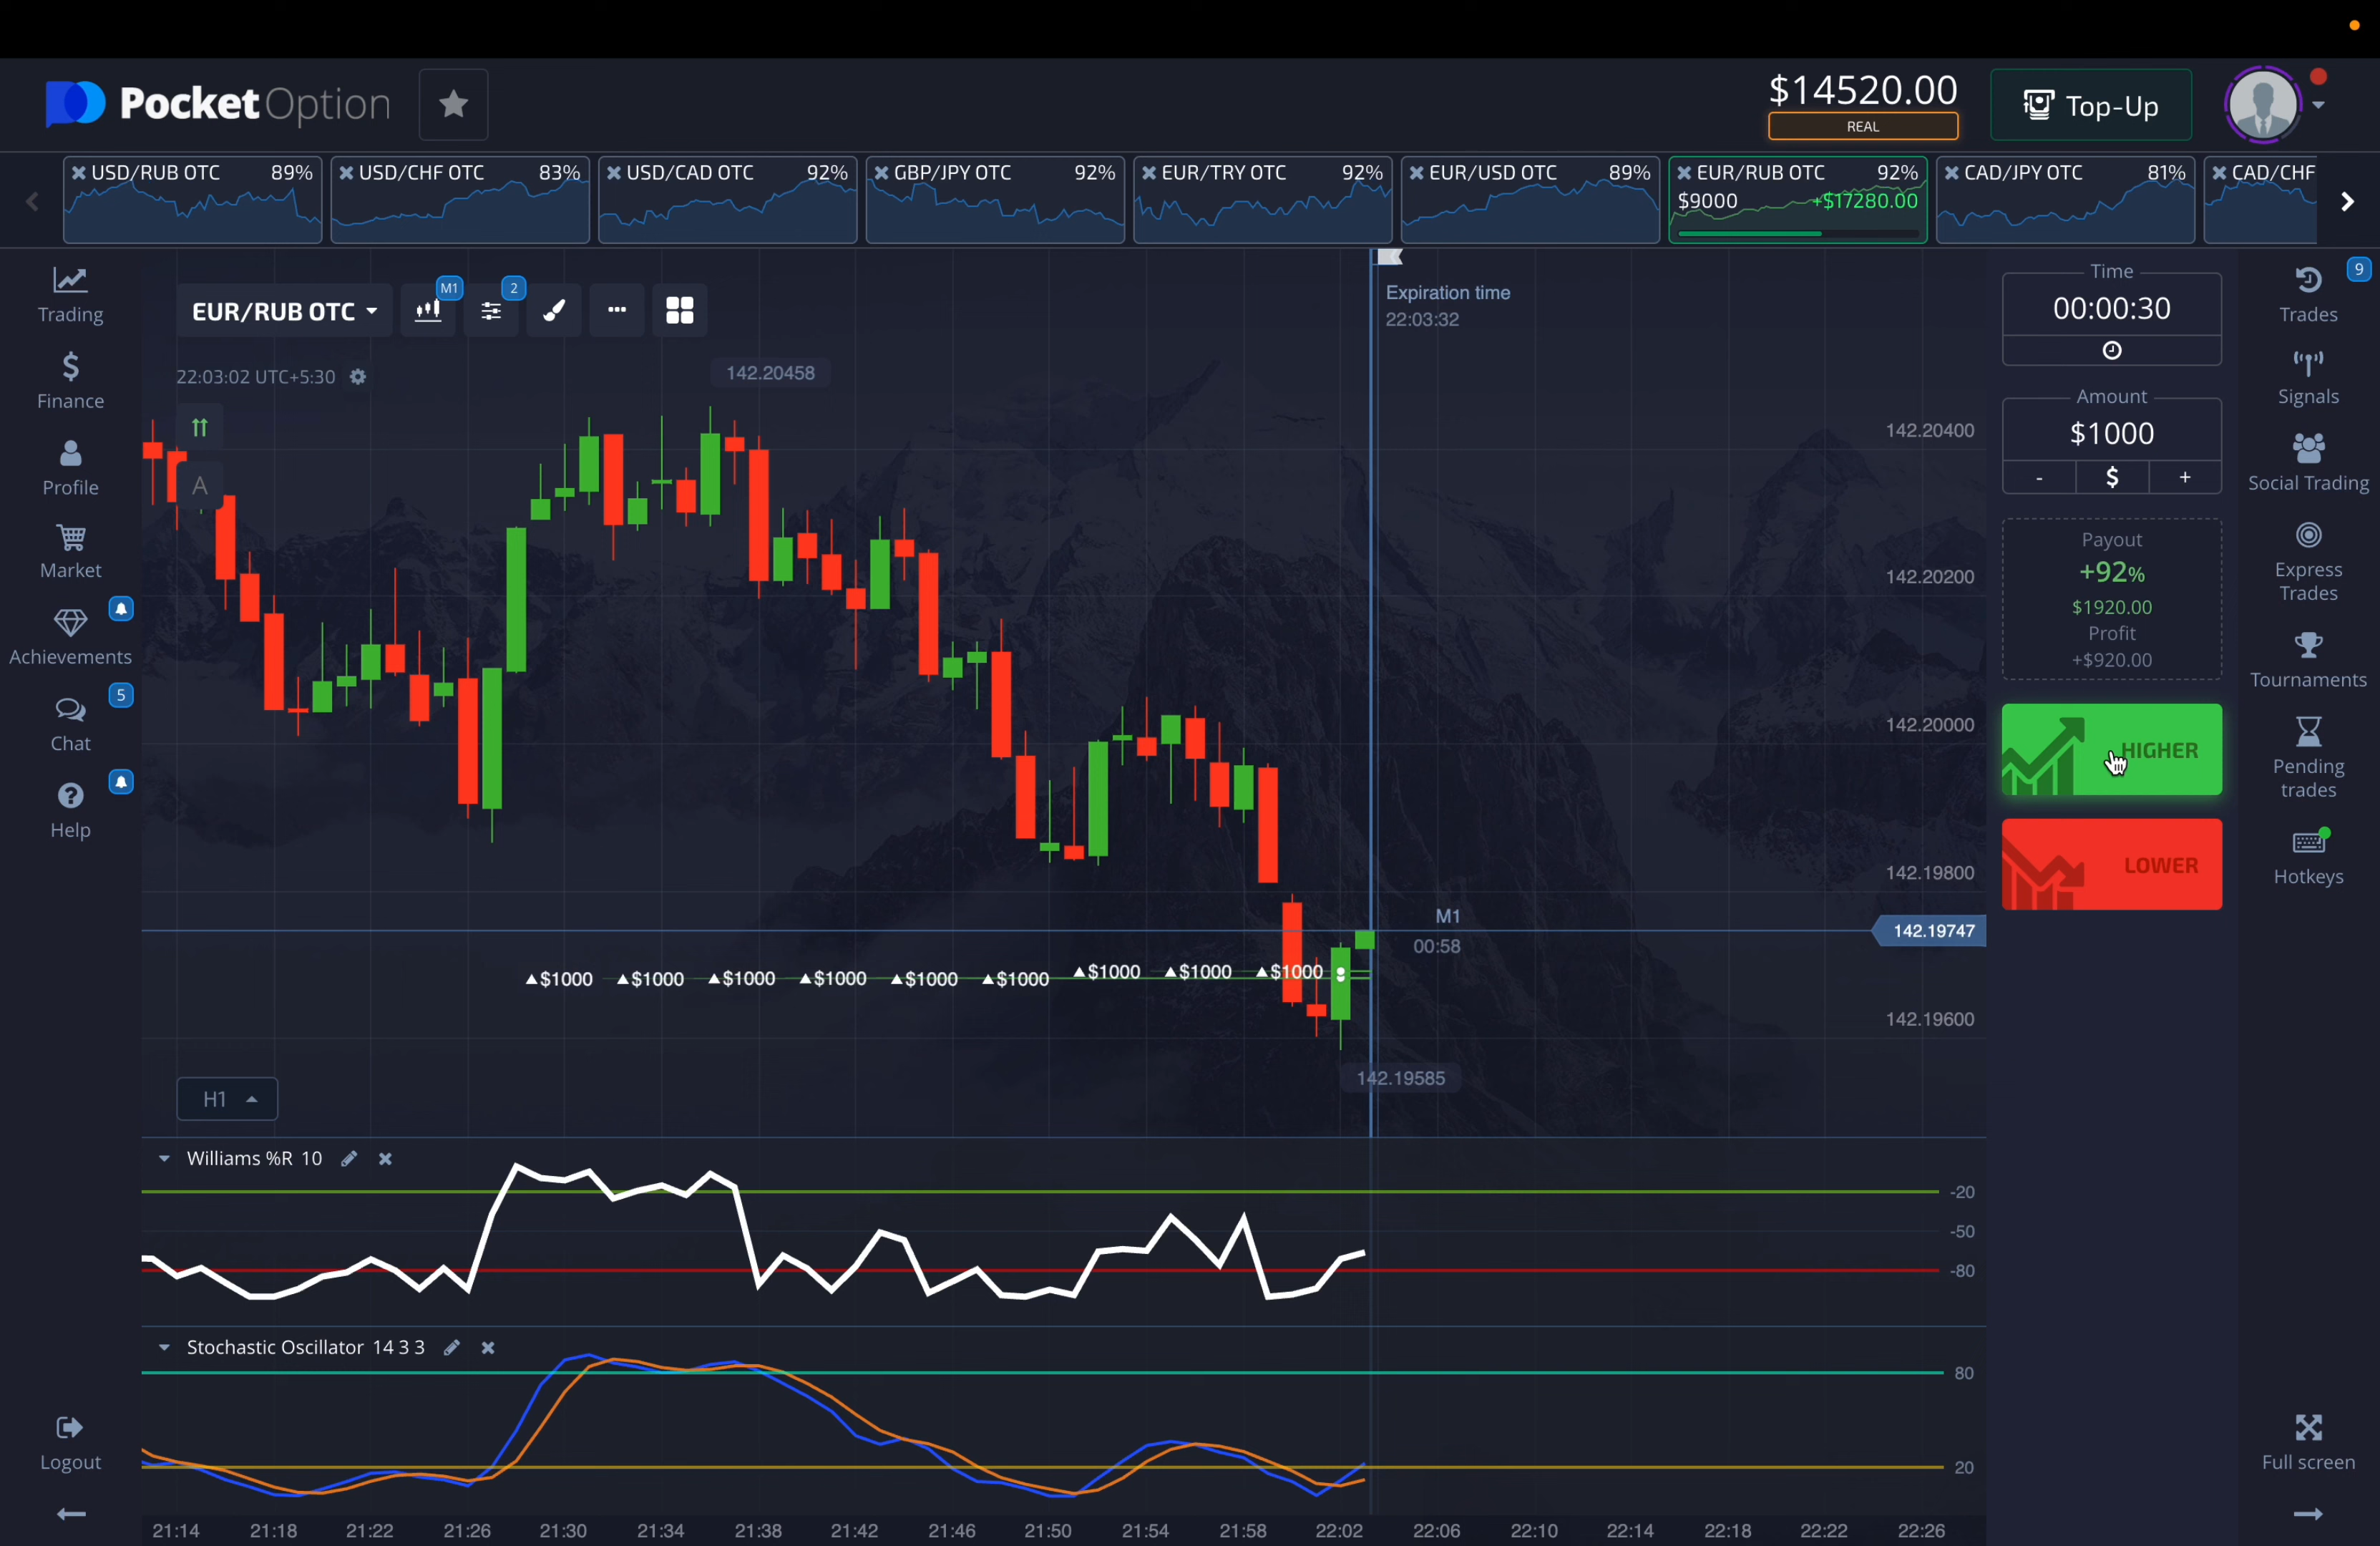 PocketOption
$14520.00
REAL
Top-Up
USD/RUB OTC 89%
USD/CHF OTC 83%
USD/CAD OTC 92%
GBP/JPY OTC 92%
EUR/TRY OTC 92%
EUR/USD OTC 89%
EUR/RUB OTC 92%
$9000 +$17280.00
CAD/JPY OTC 81%
CAD/CHF
Trading
Finance
Profile
Market
Achievements
5
Chat
Help
Logout
EUR/RUB OTC
M1
2
22:03:02 UTC+5:30
A
142.20458
Expiration time
22:03:32
142.20400
142.20200
142.20000
142.19800
142.19747
142.19600
M1
00:58
$1000 $1000 $1000 $1000 $1000 $1000 $1000 $1000 $1000
142.19585
H1
Williams %R 10
-20
-50
-80
Stochastic Oscillator 14 3 3
80
20
21:14 21:18 21:22 21:26 21:30 21:34 21:38 21:42 21:46 21:50 21:54 21:58 22:02 22:06 22:10 22:14 22:18 22:22 22:26
Time
00:00:30
Amount
$1000
- $ +
Payout
+92%
$1920.00
Profit
+$920.00
HIGHER
LOWER
9
Trades
Signals
Social Trading
Express
Trades
Tournaments
Pending
trades
Hotkeys
Full screen